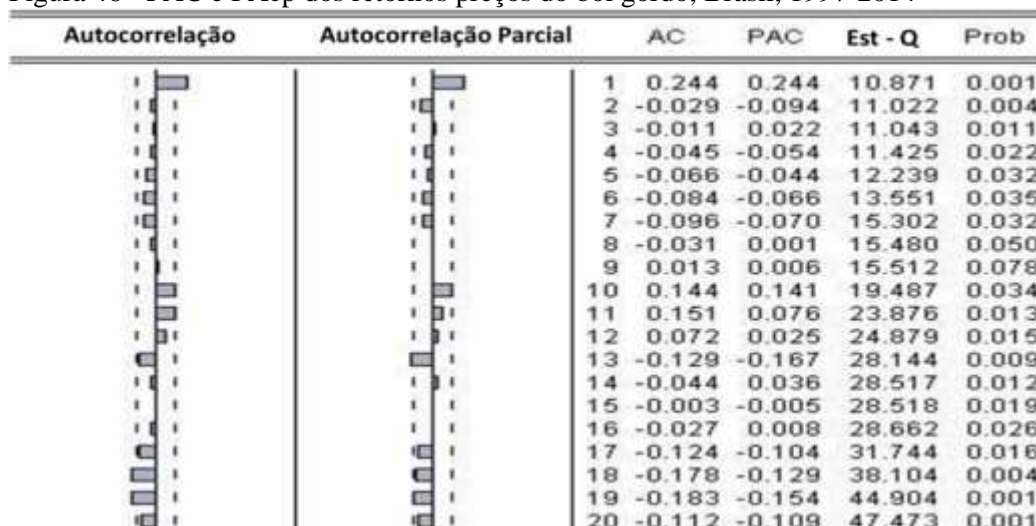 Autocorrelação Autocorrelação Parcial AC PAC Est - Q Prob
1 0.244 0.244 10.871 0.001
2 -0.029 -0.094 11.022 0.004
3 -0.011 0.022 11.043 0.011
4 -0.045 -0.054 11.425 0.022
5 -0.066 -0.044 12.239 0.032
6 -0.084 -0.066 13.551 0.035
7 -0.096 -0.070 15.302 0.032
8 -0.031 0.001 15.480 0.050
9 0.013 0.006 15.512 0.078
10 0.144 0.141 19.487 0.034
11 0.151 0.076 23.876 0.013
12 0.072 0.025 24.879 0.015
13 -0.129 -0.167 28.144 0.009
14 -0.044 0.036 28.517 0.012
15 -0.003 -0.005 28.518 0.019
16 -0.027 0.008 28.662 0.026
17 -0.124 -0.104 31.744 0.016
18 -0.178 -0.129 38.104 0.004
19 -0.183 -0.154 44.904 0.001
20 -0.112 -0.109 47.473 0.001